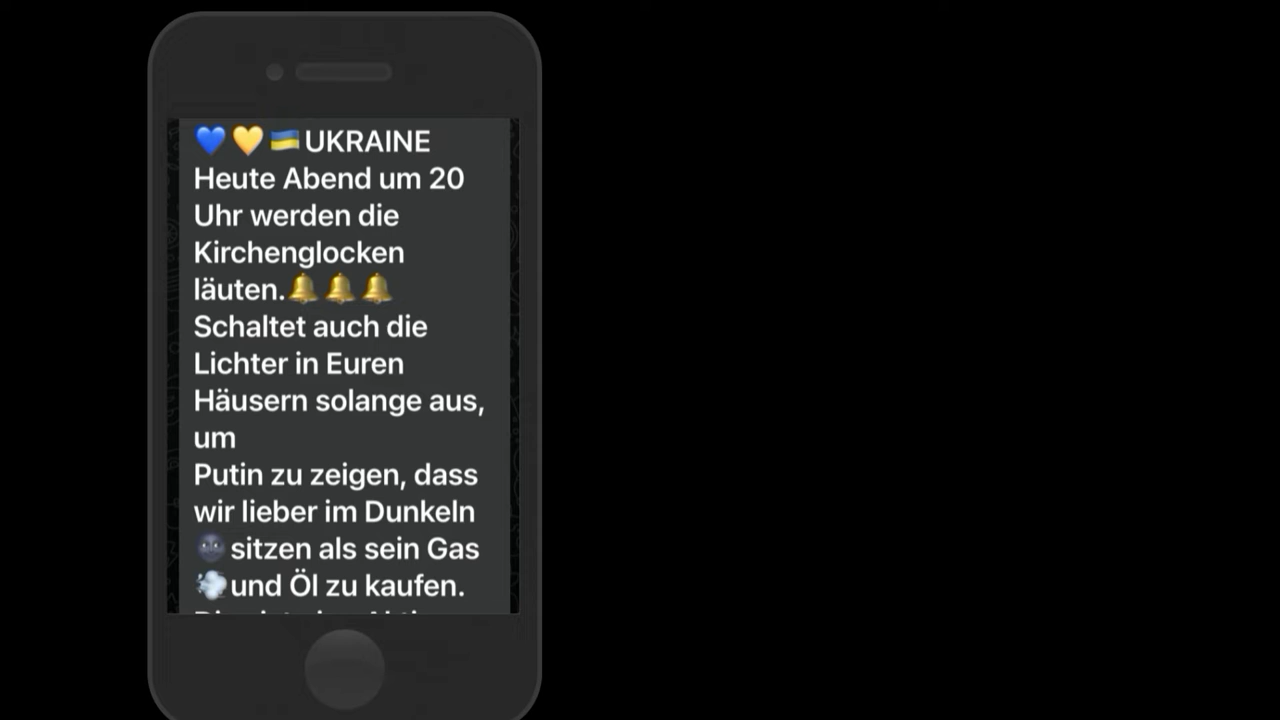 💙💛🇺🇦UKRAINE
Heute Abend um 20
Uhr werden die
Kirchenglocken
läuten.🔔🔔🔔
Schaltet auch die
Lichter in Euren
Häusern solange aus,
um
Putin zu zeigen, dass
wir lieber im Dunkeln
🌚sitzen als sein Gas
💨und Öl zu kaufen.